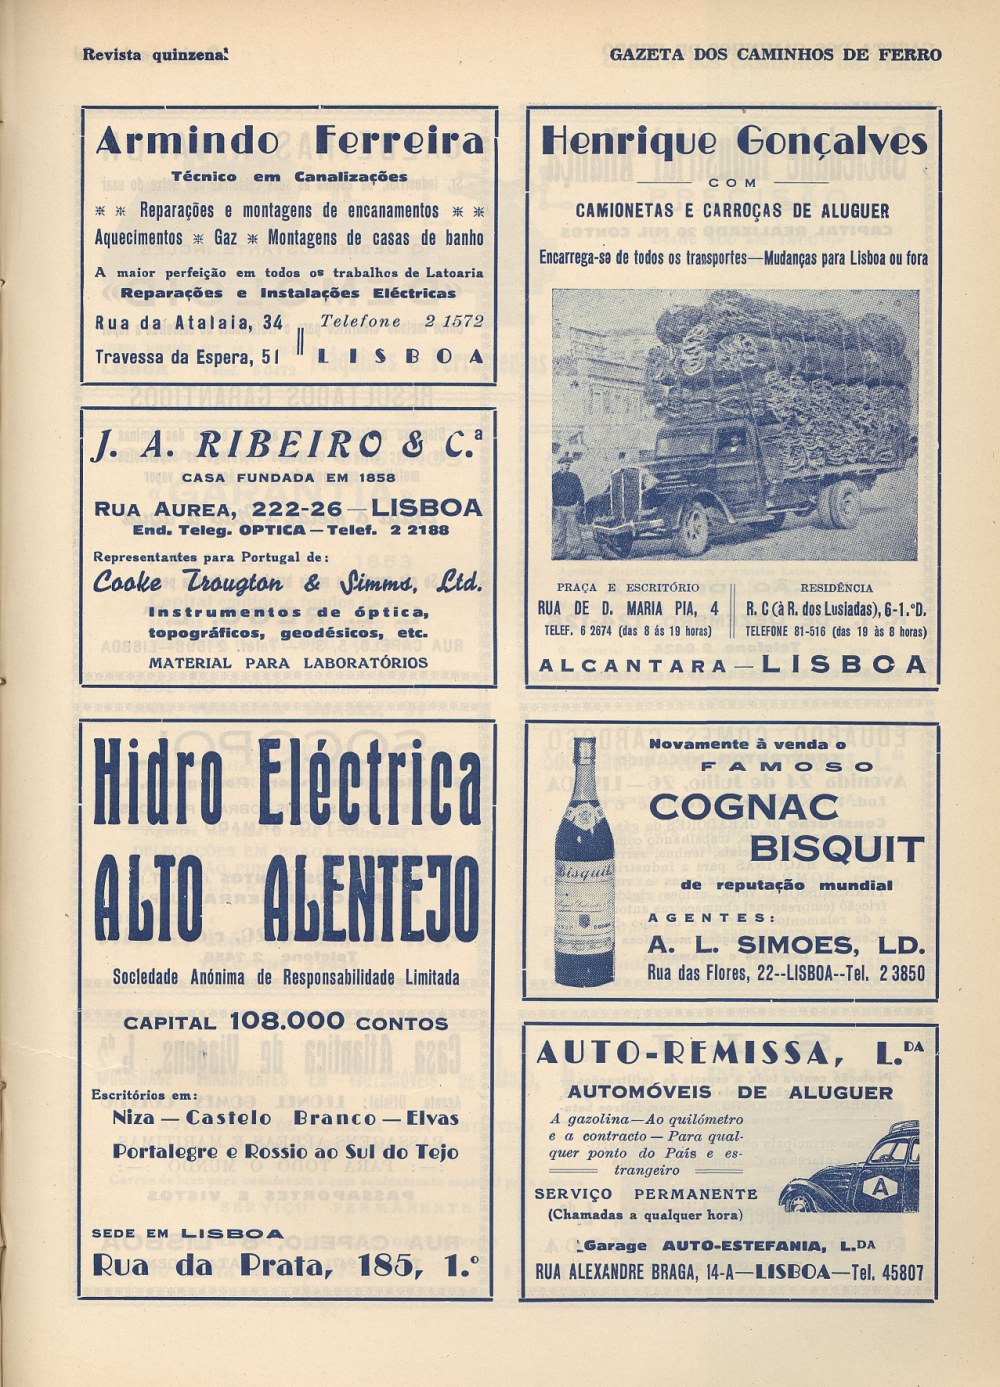 Revista quinzenal
GAZETA DOS CAMINHOS DE FERRO
Armindo Ferreira
Técnico em Canalizações
Reparações e montagens de encanamentos
Aquecimentos ✳ Gaz ✳ Montagens de casas de banho
A maior perfeição em todos os trabalhos de Latoaria
Reparações e Instalações Eléctricas
Rua da Atalaia, 34
Travessa da Espera, 51
Telefone 2 1572
LISBOA
J. A. RIBEIRO & C.ª
CASA FUNDADA EM 1858
RUA AUREA, 222-26 — LISBOA
End. Teleg. OPTICA — Telef. 2 2188
Representantes para Portugal de:
Cooke Trougton & Simms, Ltd.
Instrumentos de óptica,
topográficos, geodésicos, etc.
MATERIAL PARA LABORATÓRIOS
Hidro Eléctrica
ALTO ALENTEJO
Sociedade Anónima de Responsabilidade Limitada
CAPITAL 108.000 CONTOS
Escritórios em:
Niza — Castelo Branco — Elvas
Portalegre e Rossio ao Sul do Tejo
SEDE EM LISBOA
Rua da Prata, 185, 1.º
Henrique Gonçalves
COM
CAMIONETAS E CARROÇAS DE ALUGUER
Encarrega-se de todos os transportes—Mudanças para Lisboa ou fora
PRAÇA E ESCRITÓRIO
RUA DE D. MARIA PIA, 4
TELEF. 6 2674 (das 8 ás 19 horas)
RESIDÊNCIA
R. C (à R. dos Lusiadas), 6-1.º D.
TELEFONE 81-516 (das 19 às 8 horas)
ALCANTARA — LISBOA
Novamente à venda o
FAMOSO
COGNAC
BISQUIT
de reputação mundial
AGENTES:
A. L. SIMOES, LD.
Rua das Flores, 22--LISBOA--Tel. 2 3850
Bisquit
AUTO-REMISSA, L.DA
AUTOMÓVEIS DE ALUGUER
A gazolina—Ao quilómetro
e a contracto — Para qual-
quer ponto do País e es-
trangeiro
SERVIÇO PERMANENTE
(Chamadas a qualquer hora)
A
Garage AUTO-ESTEFANIA, L.DA
RUA ALEXANDRE BRAGA, 14-A—LISBOA—Tel. 45807